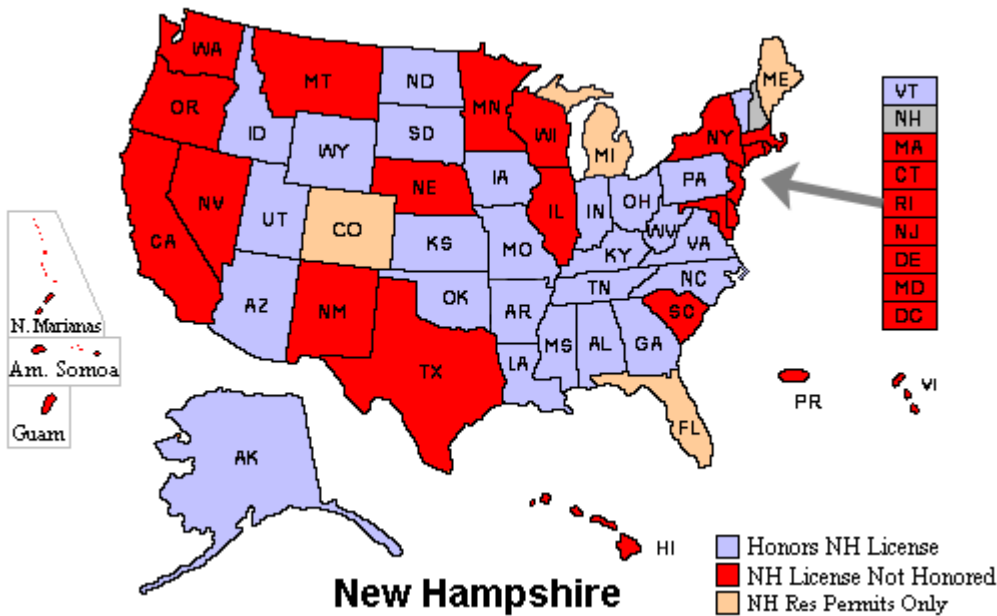 WA
MT
ND
MN
ME
VT
OR
NH
ID
SD
WI
NY
MA
WY
MI
CT
NV
NE
IA
PA
RI
UT
IL
IN
OH
NJ
CA
CO
KS
MO
WV
VA
DE
KY
MD
AZ
NM
OK
AR
TN
NC
DC
SC
N. Marianas
MS
AL
GA
TX
LA
Am. Somoa
PR
VI
FL
Guam
AK
HI
Honors NH License
NH License Not Honored
New Hampshire
NH Res Permits Only